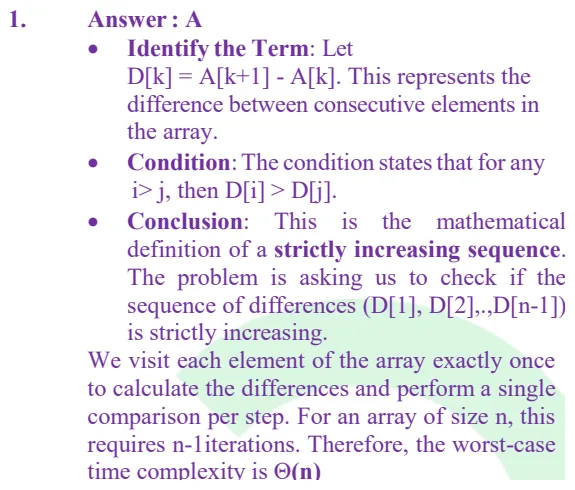 1. Answer : A
• Identify the Term: Let
D[k] = A[k+1] - A[k]. This represents the
difference between consecutive elements in
the array.
• Condition: The condition states that for any
i> j, then D[i] > D[j].
• Conclusion: This is the mathematical
definition of a strictly increasing sequence.
The problem is asking us to check if the
sequence of differences (D[1], D[2],.,D[n-1])
is strictly increasing.
We visit each element of the array exactly once
to calculate the differences and perform a single
comparison per step. For an array of size n, this
requires n-1iterations. Therefore, the worst-case
time complexity is Θ(n)